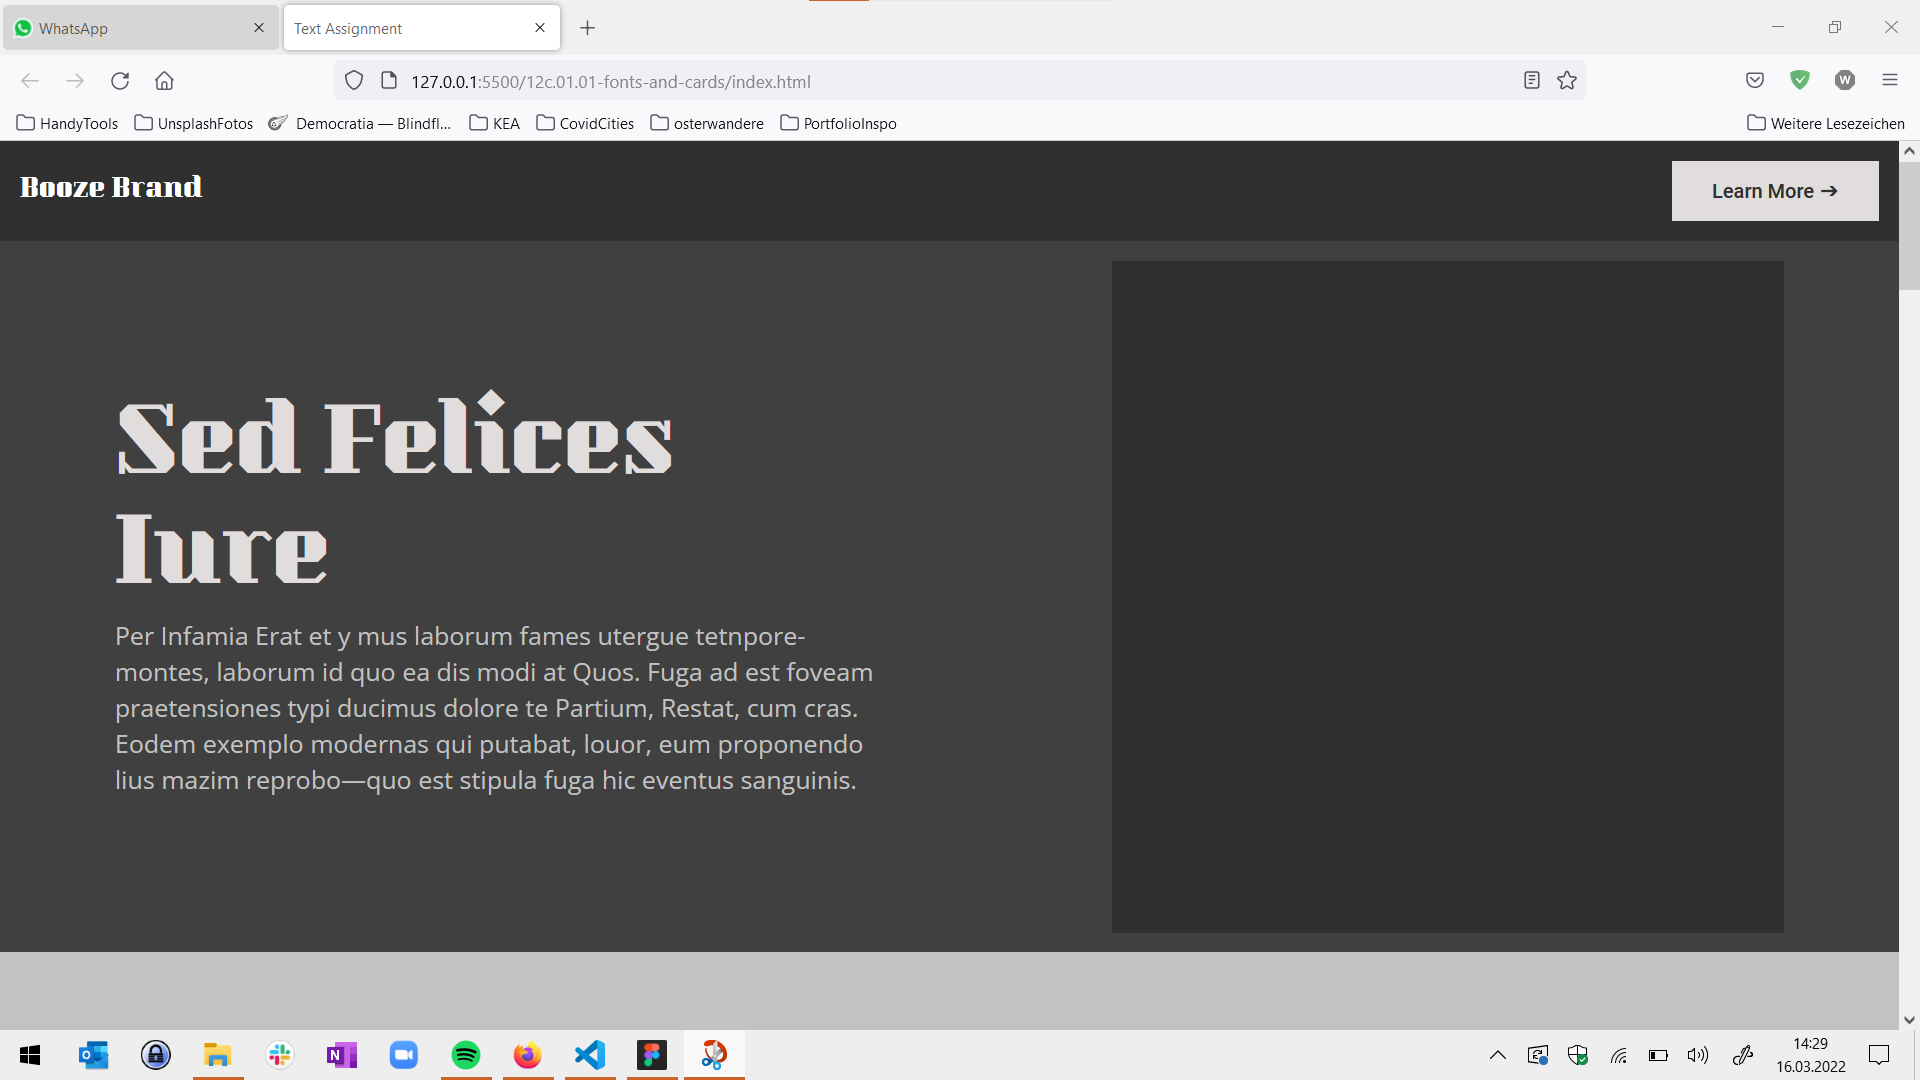 WhatsApp
Text Assignment
127.0.0.1:5500/12c.01.01-fonts-and-cards/index.html
W
HandyTools
UnsplashFotos
Democratia — Blindfl...
KEA
CovidCities
osterwandere
PortfolioInspo
Weitere Lesezeichen
Booze Brand
Learn More →
Sed Felices
Iure
Per Infamia Erat et y mus laborum fames utergue tetnpore-
montes, laborum id quo ea dis modi at Quos. Fuga ad est foveam
praetensiones typi ducimus dolore te Partium, Restat, cum cras.
Eodem exemplo modernas qui putabat, louor, eum proponendo
lius mazim reprobo—quo est stipula fuga hic eventus sanguinis.
14:29
16.03.2022